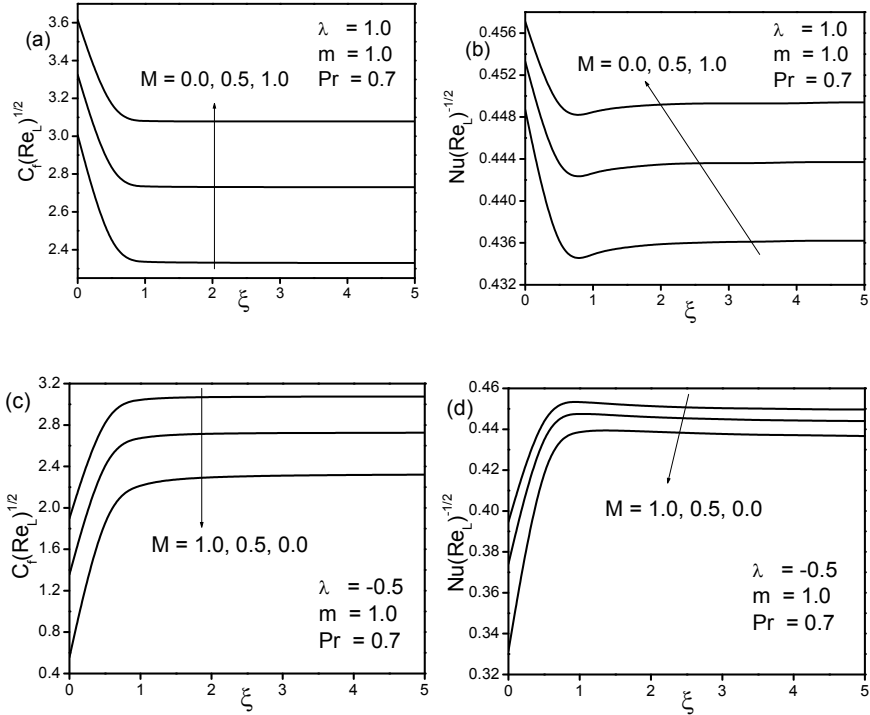 (a)
λ = 1.0
m = 1.0
Pr = 0.7
M = 0.0, 0.5, 1.0
C_f(Re_L)^1/2
3.6
3.3
3.0
2.7
2.4
0 1 2 3 4 5
ξ
(b)
λ = 1.0
m = 1.0
Pr = 0.7
M = 0.0, 0.5, 1.0
Nu(Re_L)^-1/2
0.456
0.452
0.448
0.444
0.440
0.436
0.432
0 1 2 3 4 5
ξ
(c)
C_f(Re_L)^1/2
3.2
2.8
2.4
2.0
1.6
1.2
0.8
0.4
M = 1.0, 0.5, 0.0
λ = -0.5
m = 1.0
Pr = 0.7
0 1 2 3 4 5
ξ
(d)
Nu(Re_L)^-1/2
0.46
0.44
0.42
0.40
0.38
0.36
0.34
0.32
M = 1.0, 0.5, 0.0
λ = -0.5
m = 1.0
Pr = 0.7
0 1 2 3 4 5
ξ